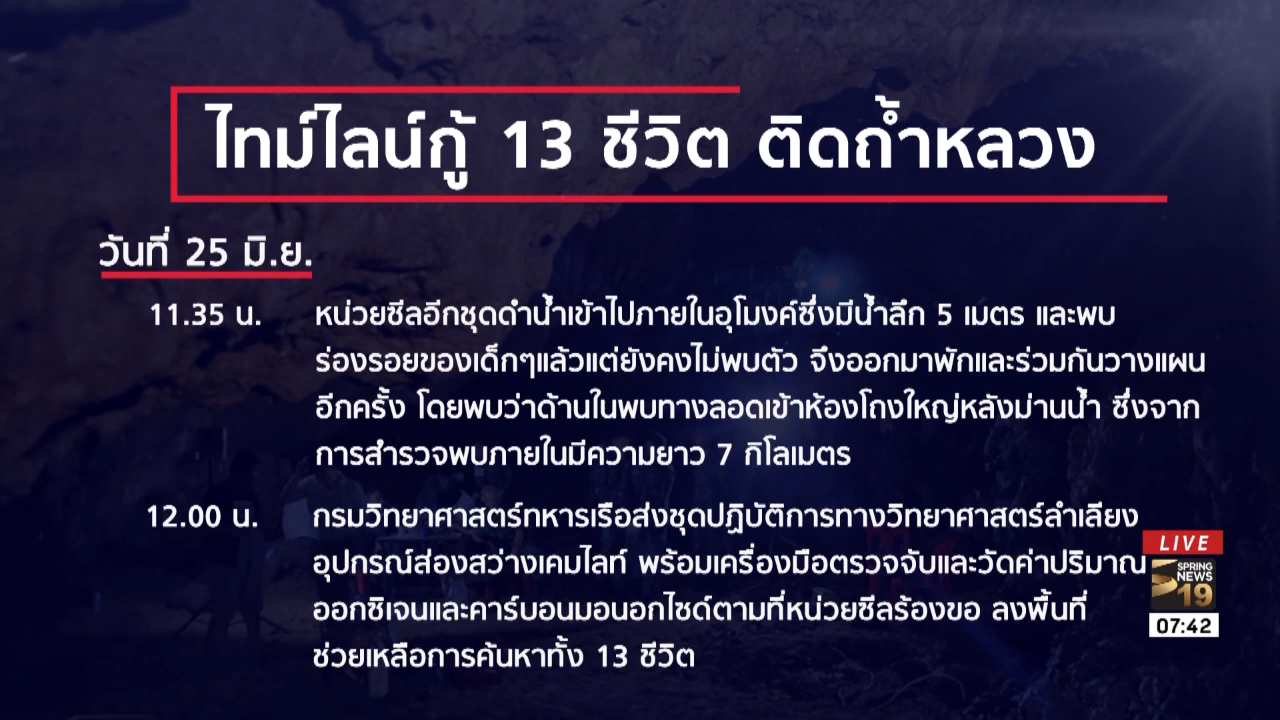 ไทม์ไลน์กู้ 13 ชีวิต ติดถ้ำหลวง
วันที่ 25 มิ.ย.
11.35 น. หน่วยซีลอีกชุดดำน้ำเข้าไปภายในอุโมงค์ซึ่งมีน้ำลึก 5 เมตร และพบ
ร่องรอยของเด็กๆแล้วแต่ยังคงไม่พบตัว จึงออกมาพักและร่วมกันวางแผน
อีกครั้ง โดยพบว่าด้านในพบทางลอดเข้าห้องโถงใหญ่หลังม่านน้ำ ซึ่งจาก
การสำรวจพบภายในมีความยาว 7 กิโลเมตร
12.00 น. กรมวิทยาศาสตร์ทหารเรือส่งชุดปฏิบัติการทางวิทยาศาสตร์ลำเลียง
อุปกรณ์ส่องสว่างเคมไลท์ พร้อมเครื่องมือตรวจจับและวัดค่าปริมาณ
ออกซิเจนและคาร์บอนมอนอกไซด์ตามที่หน่วยซีลร้องขอ ลงพื้นที่
ช่วยเหลือการค้นหาทั้ง 13 ชีวิต
LIVE
SPRING
NEWS
19
07:42